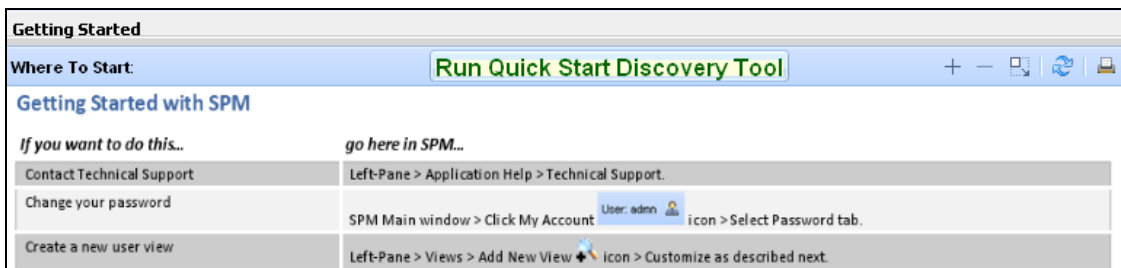 Getting Started
Where To Start: Run Quick Start Discovery Tool
Getting Started with SPM
If you want to do this... go here in SPM...
Contact Technical Support Left-Pane > Application Help > Technical Support.
Change your password SPM Main window > Click My Account User: admn icon > Select Password tab.
Create a new user view Left-Pane > Views > Add New View icon > Customize as described next.